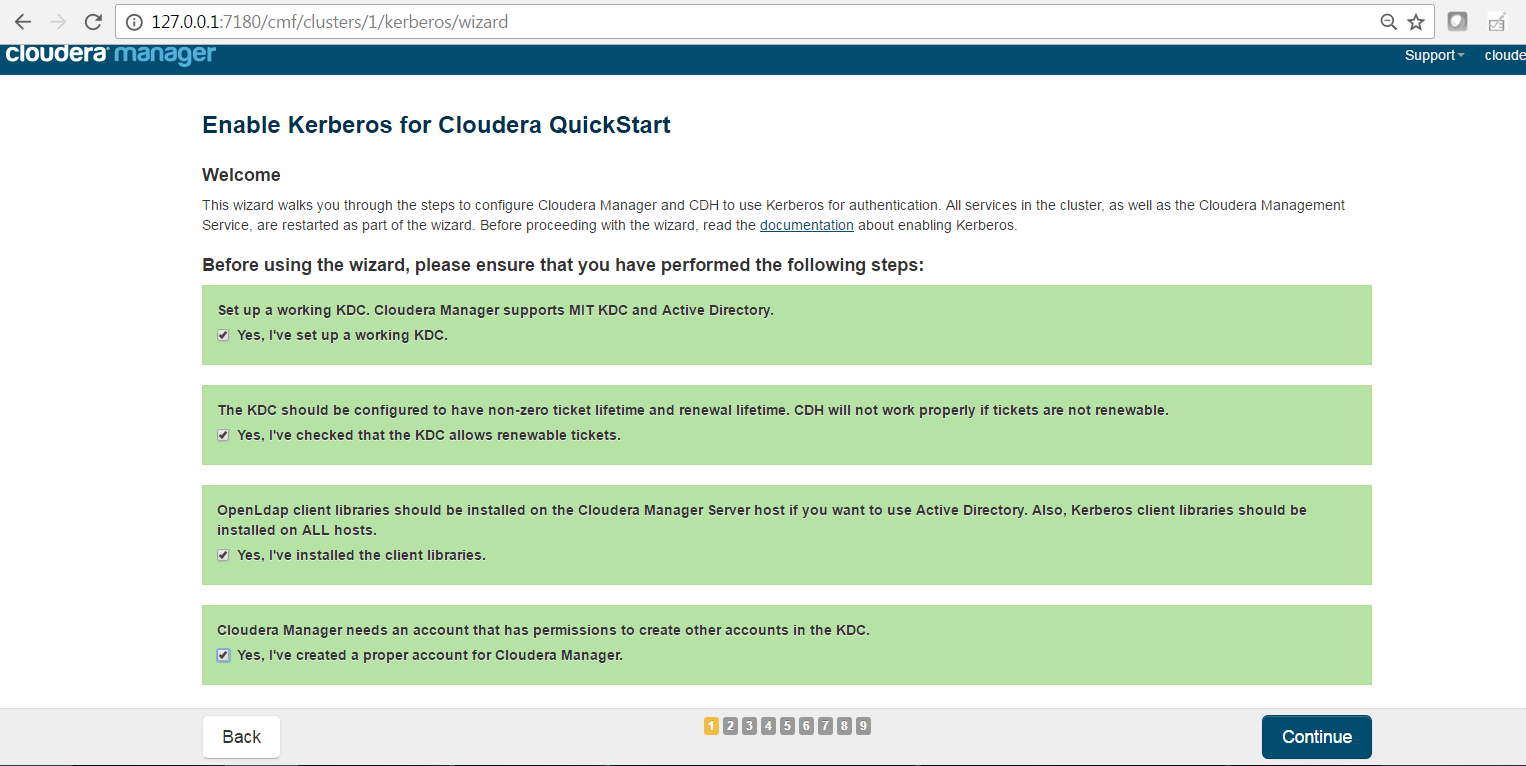 127.0.0.1:7180/cmf/clusters/1/kerberos/wizard
cloudera manager
Support
cloude
Enable Kerberos for Cloudera QuickStart
Welcome
This wizard walks you through the steps to configure Cloudera Manager and CDH to use Kerberos for authentication. All services in the cluster, as well as the Cloudera Management
Service, are restarted as part of the wizard. Before proceeding with the wizard, read the documentation about enabling Kerberos.
Before using the wizard, please ensure that you have performed the following steps:
Set up a working KDC. Cloudera Manager supports MIT KDC and Active Directory.
Yes, I've set up a working KDC.
The KDC should be configured to have non-zero ticket lifetime and renewal lifetime. CDH will not work properly if tickets are not renewable.
Yes, I've checked that the KDC allows renewable tickets.
OpenLdap client libraries should be installed on the Cloudera Manager Server host if you want to use Active Directory. Also, Kerberos client libraries should be
installed on ALL hosts.
Yes, I've installed the client libraries.
Cloudera Manager needs an account that has permissions to create other accounts in the KDC.
Yes, I've created a proper account for Cloudera Manager.
Back
1 2 3 4 5 6 7 8 9
Continue